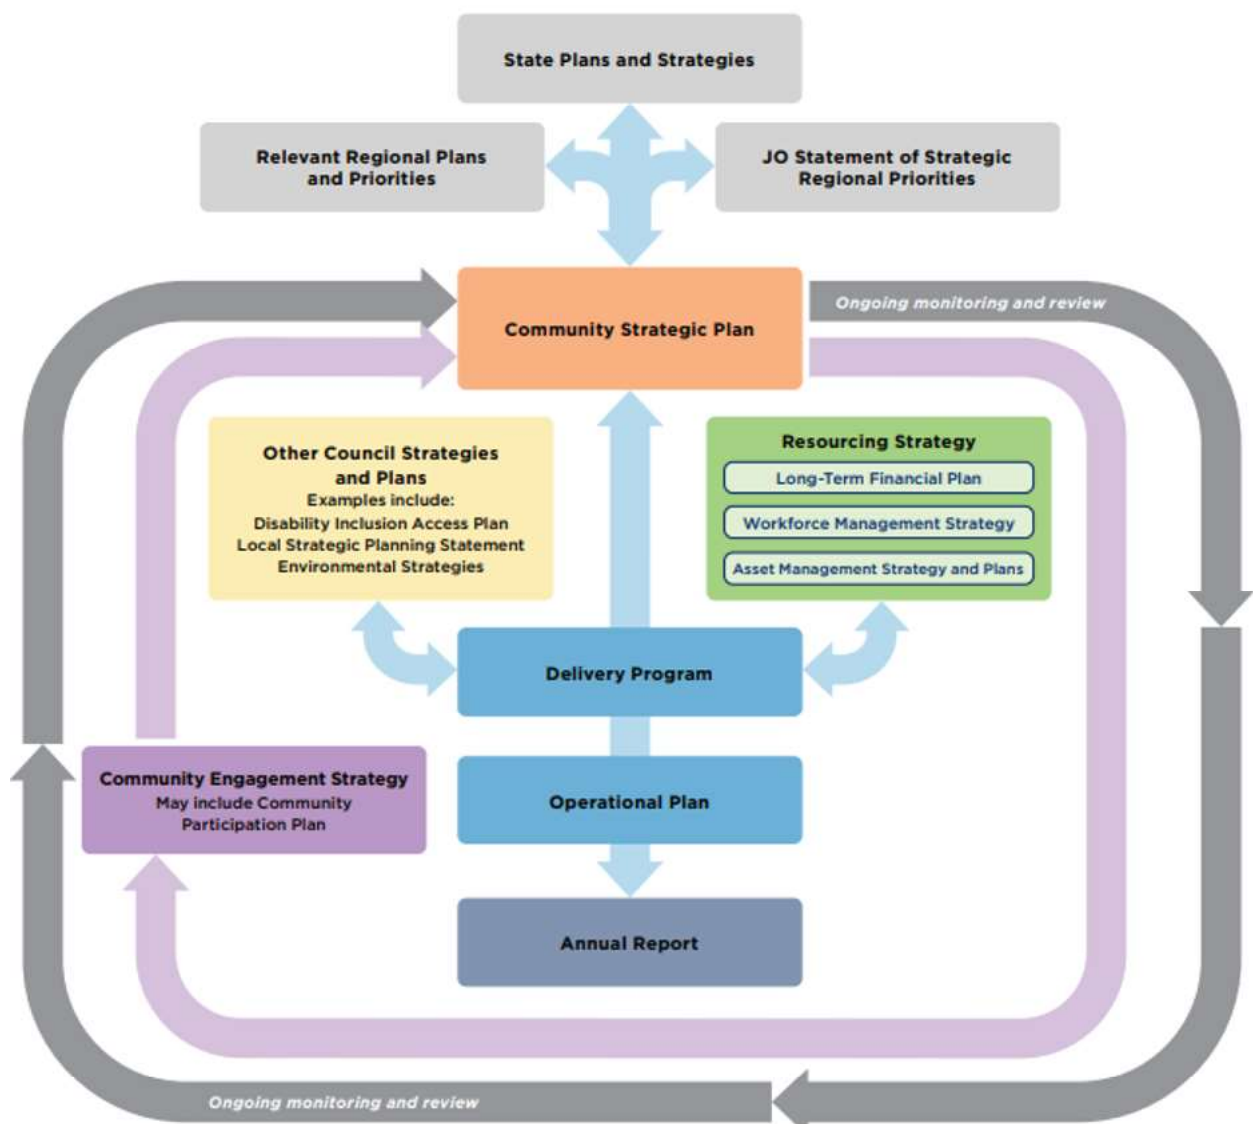 State Plans and Strategies
Relevant Regional Plans
and Priorities
JO Statement of Strategic
Regional Priorities
Community Strategic Plan
Ongoing monitoring and review
Other Council Strategies
and Plans
Examples include:
Disability Inclusion Access Plan
Local Strategic Planning Statement
Environmental Strategies
Resourcing Strategy
Long-Term Financial Plan
Workforce Management Strategy
Asset Management Strategy and Plans
Delivery Program
Community Engagement Strategy
May include Community
Participation Plan
Operational Plan
Annual Report
Ongoing monitoring and review